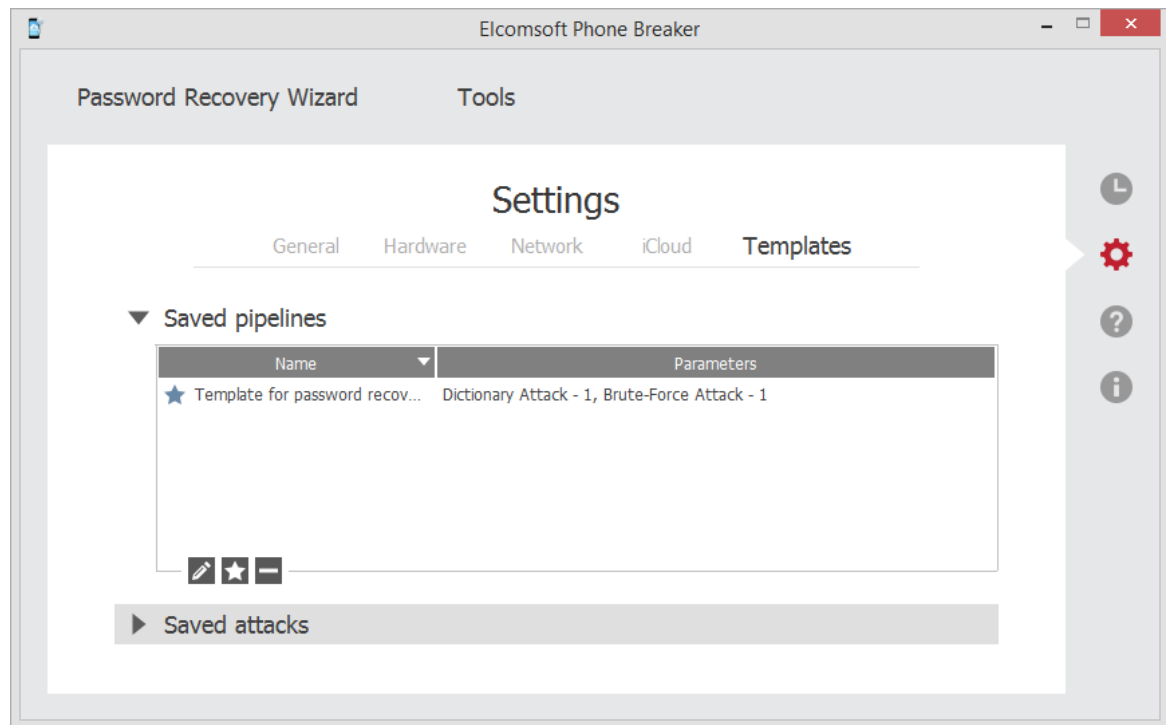 Elcomsoft Phone Breaker
Password Recovery Wizard Tools
Settings
General Hardware Network iCloud Templates
Saved pipelines
Name Parameters
Template for password recov... Dictionary Attack - 1, Brute-Force Attack - 1
Saved attacks